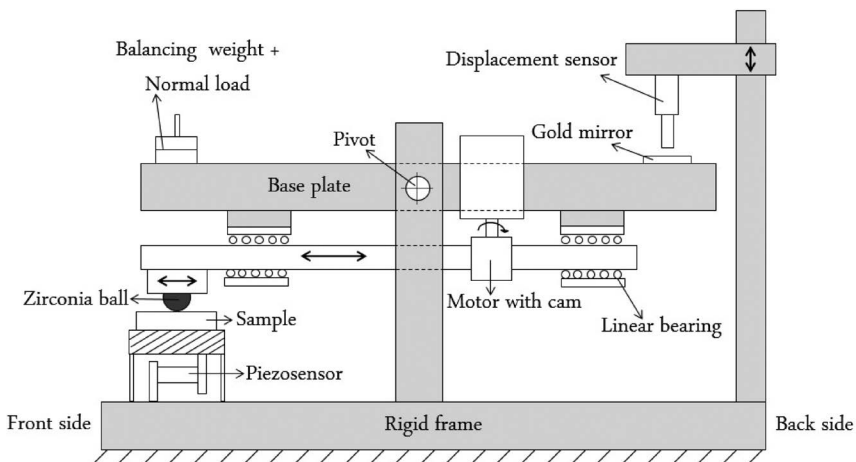 Balancing weight +
Normal load
Displacement sensor
Gold mirror
Pivot
Base plate
Zirconia ball
Sample
Motor with cam
Linear bearing
Piezosensor
Front side
Rigid frame
Back side